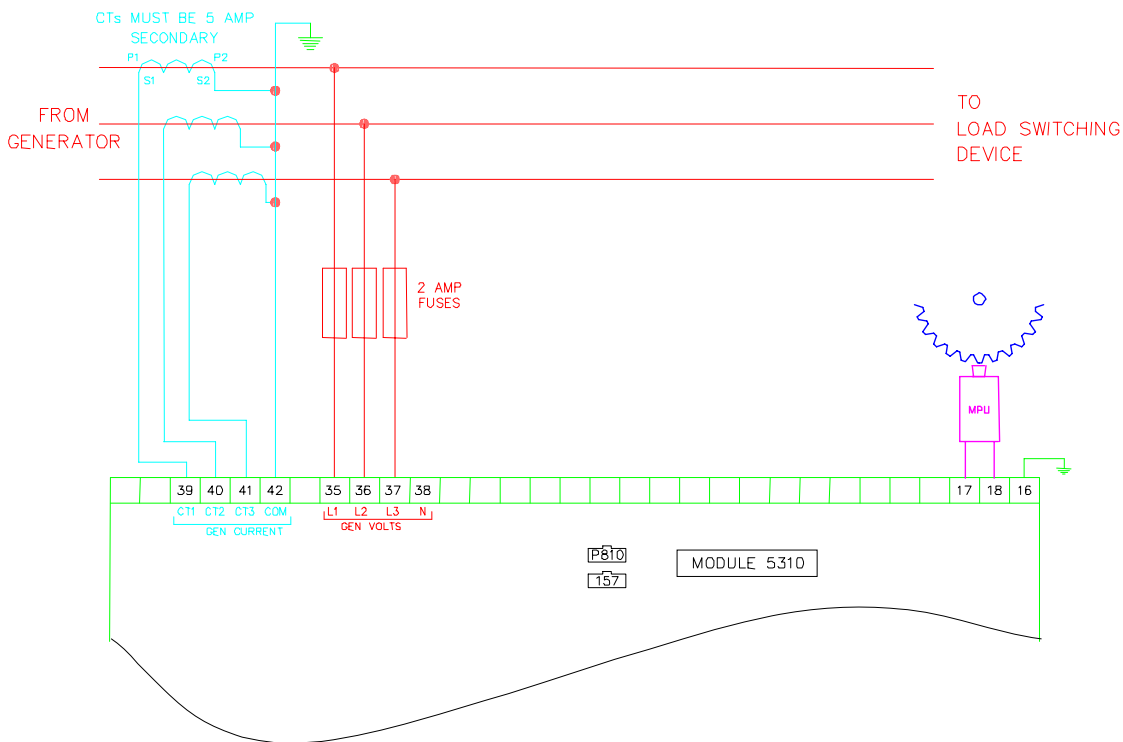 CTs MUST BE 5 AMP
SECONDARY
P1
P2
S1
S2
FROM
GENERATOR
TO
LOAD SWITCHING
DEVICE
2 AMP
FUSES
MPU
39 40 41 42 35 36 37 38 17 18 16
CT1 CT2 CT3 COM L1 L2 L3 N
GEN CURRENT
GEN VOLTS
P810
157
MODULE 5310